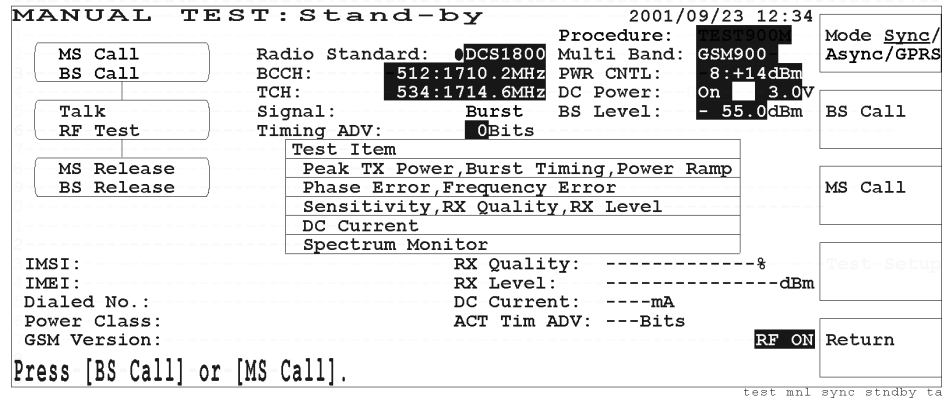 MANUAL TEST:Stand-by 2001/09/23 12:34
Procedure: TEST900M
Mode Sync/
Async/GPRS
MS Call
BS Call
Radio Standard: DCS1800 Multi Band: GSM900
BCCH: 512:1710.2MHz PWR CNTL: 8:+14dBm
TCH: 534:1714.6MHz DC Power: On 3.0V
Talk
RF Test
Signal: Burst BS Level: - 55.0dBm
BS Call
Timing ADV: 0Bits
Test Item
MS Release
BS Release
Peak TX Power,Burst Timing,Power Ramp
Phase Error,Frequency Error
MS Call
Sensitivity,RX Quality,RX Level
DC Current
Spectrum Monitor
IMSI: RX Quality: -------------%
Test Setup
IMEI: RX Level: ---------------dBm
Dialed No.: DC Current: ----mA
Power Class: ACT Tim ADV: ---Bits
GSM Version: RF ON
Return
Press [BS Call] or [MS Call].
test mnl sync stndby ta